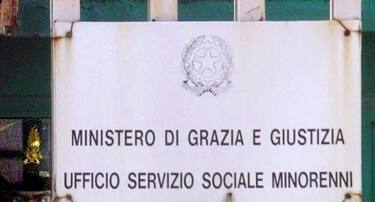 MINISTERO DI GRAZIA E GIUSTIZIA
UFFICIO SERVIZIO SOCIALE MINORENNI